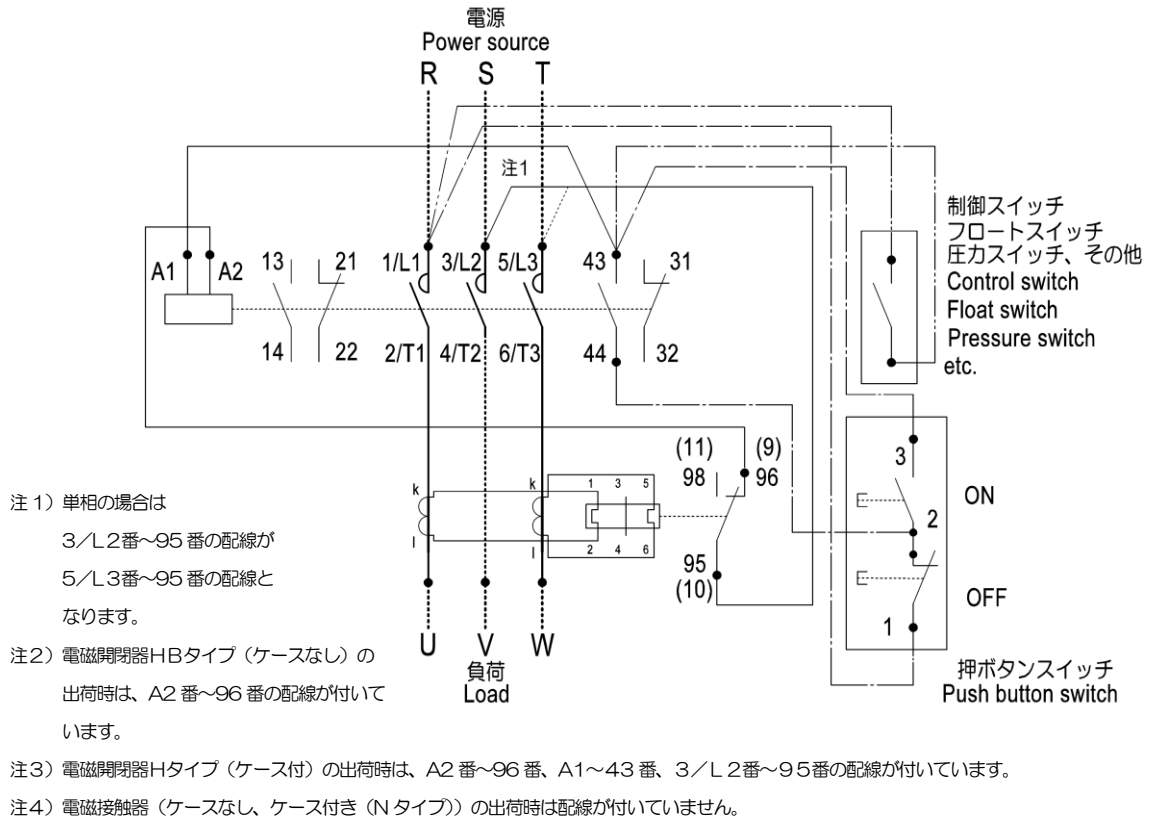 電源
Power source
R S T
注1
A1 A2 13 21 1/L1 3/L2 5/L3 43 31
14 22 2/T1 4/T2 6/T3 44 32
制御スイッチ
フロートスイッチ
圧力スイッチ、その他
Control switch
Float switch
Pressure switch
etc.
(11) (9)
98 96
k k 1 3 5
l l 2 4 6
95
(10)
3
ON
2
OFF
1
押ボタンスイッチ
Push button switch
U V W
負荷
Load
注1)単相の場合は
3/L2番~95番の配線が
5/L3番~95番の配線と
なります。
注2)電磁開閉器HBタイプ(ケースなし)の
出荷時は、A2番~96番の配線が付いて
います。
注3)電磁開閉器Hタイプ(ケース付)の出荷時は、A2番~96番、A1~43番、3/L2番~95番の配線が付いています。
注4)電磁接触器(ケースなし、ケース付き(Nタイプ))の出荷時は配線が付いていません。